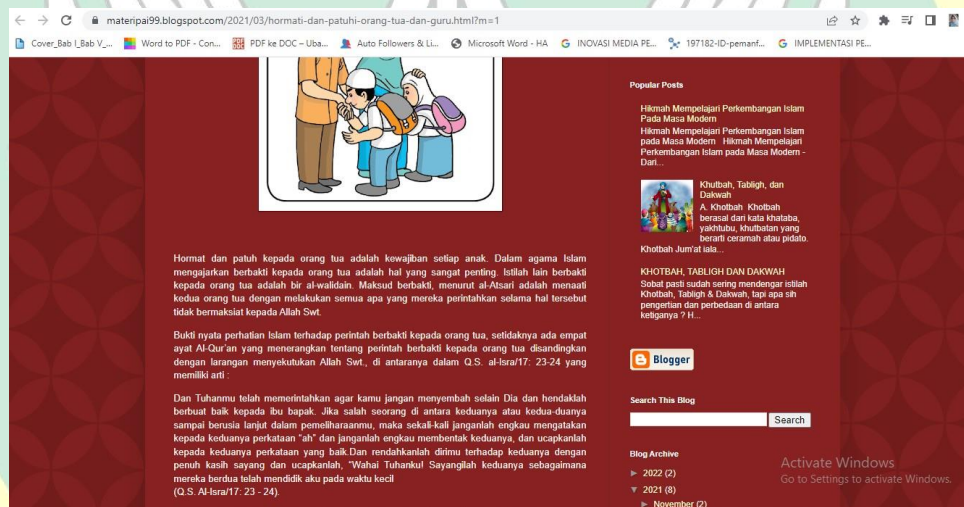 materipai99.blogspot.com/2021/03/hormati-dan-patuhi-orang-tua-dan-guru.html?m=1
Cover_Bab I_Bab V_... Word to PDF - Con... PDF ke DOC – Uba... Auto Followers & Li... Microsoft Word - HA INOVASI MEDIA PE... 197182-ID-pemanf... IMPLEMENTASI PE...
Hormat dan patuh kepada orang tua adalah kewajiban setiap anak. Dalam agama Islam
mengajarkan berbakti kepada orang tua adalah hal yang sangat penting. Istilah lain berbakti
kepada orang tua adalah bir al-walidain. Maksud berbakti, menurut al-Atsari adalah menaati
kedua orang tua dengan melakukan semua apa yang mereka perintahkan selama hal tersebut
tidak bermaksiat kepada Allah Swt.
Bukti nyata perhatian Islam terhadap perintah berbakti kepada orang tua, setidaknya ada empat
ayat Al-Qur'an yang menerangkan tentang perintah berbakti kepada orang tua disandingkan
dengan larangan menyekutukan Allah Swt., di antaranya dalam Q.S. al-Isra/17: 23-24 yang
memiliki arti :
Dan Tuhanmu telah memerintahkan agar kamu jangan menyembah selain Dia dan hendaklah
berbuat baik kepada ibu bapak. Jika salah seorang di antara keduanya atau kedua-duanya
sampai berusia lanjut dalam pemeliharaanmu, maka sekali-kali janganlah engkau mengatakan
kepada keduanya perkataan "ah" dan janganlah engkau membentak keduanya, dan ucapkanlah
kepada keduanya perkataan yang baik.Dan rendahkanlah dirimu terhadap keduanya dengan
penuh kasih sayang dan ucapkanlah, "Wahai Tuhanku! Sayangilah keduanya sebagaimana
mereka berdua telah mendidik aku pada waktu kecil
(Q.S. Al-Isra/17: 23 - 24).
Popular Posts
Hikmah Mempelajari Perkembangan Islam
Pada Masa Modern
Hikmah Mempelajari Perkembangan Islam
pada Masa Modern Hikmah Mempelajari
Perkembangan Islam pada Masa Modern -
Dari...
Khutbah, Tabligh, dan
Dakwah
A. Khotbah Khotbah
berasal dari kata khataba,
yakhtubu, khutbatan yang
berarti ceramah atau pidato.
Khotbah Jum'at iala...
KHOTBAH, TABLIGH DAN DAKWAH
Sobat pasti sudah sering mendengar istilah
Khotbah, Tabligh & Dakwah, tapi apa sih
pengertian dan perbedaan di antara
ketiganya ? H...
Blogger
Search This Blog
Search
Blog Archive
► 2022 (2)
▼ 2021 (8)
► November (2)
Activate Windows
Go to Settings to activate Windows.